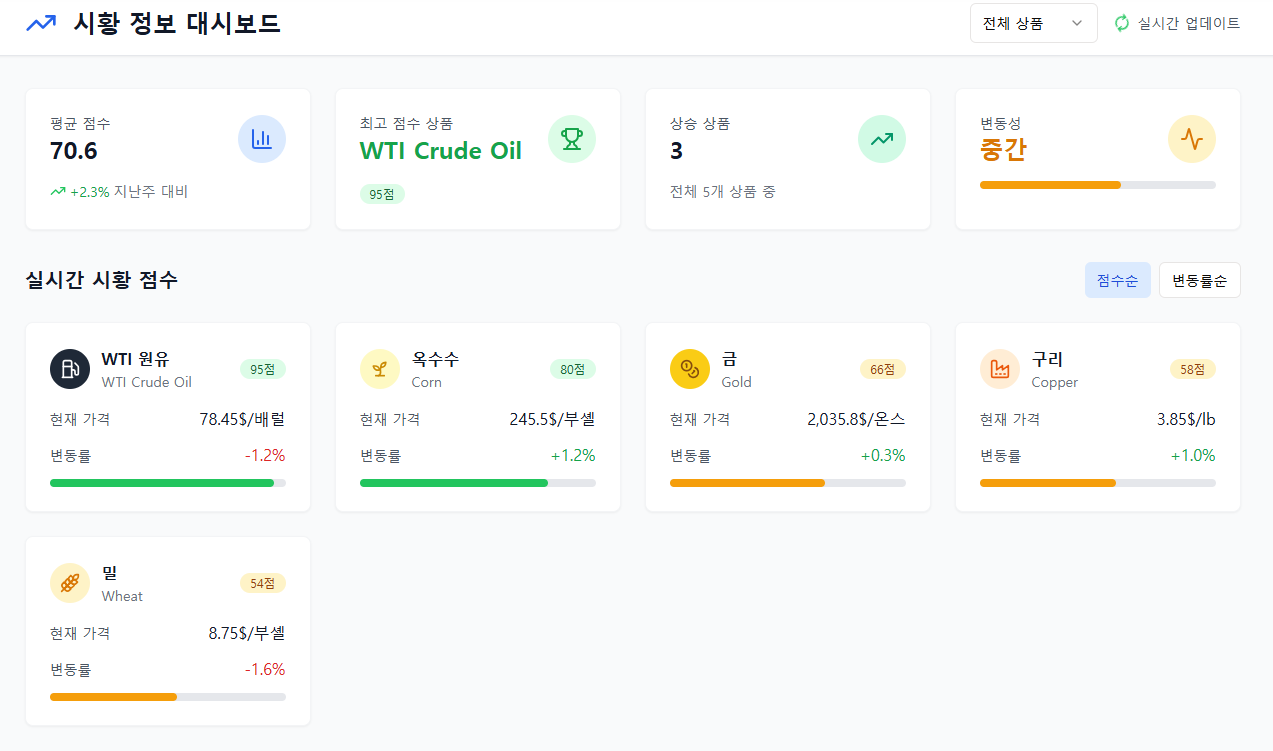 시황 정보 대시보드
전체 상품
실시간 업데이트
평균 점수
70.6
+2.3% 지난주 대비
최고 점수 상품
WTI Crude Oil
95점
상승 상품
3
전체 5개 상품 중
변동성
중간
실시간 시황 점수
점수순
변동률순
WTI 원유
WTI Crude Oil
95점
현재 가격 78.45$/배럴
변동률 -1.2%
옥수수
Corn
80점
현재 가격 245.5$/부셸
변동률 +1.2%
금
Gold
66점
현재 가격 2,035.8$/온스
변동률 +0.3%
구리
Copper
58점
현재 가격 3.85$/lb
변동률 +1.0%
밀
Wheat
54점
현재 가격 8.75$/부셸
변동률 -1.6%